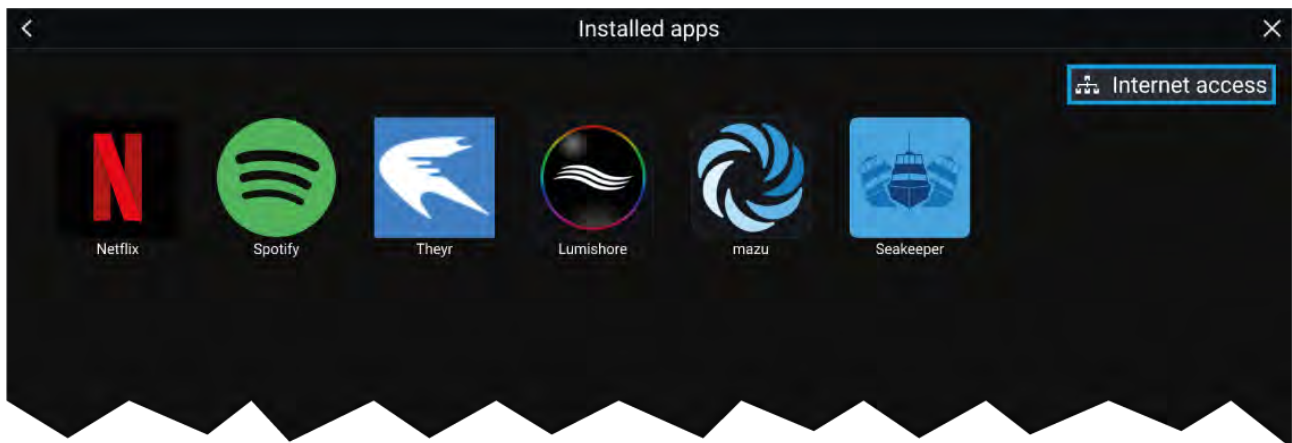 Installed apps
Internet access
N
Netflix
Spotify
Theyr
Lumishore
mazu
Seakeeper